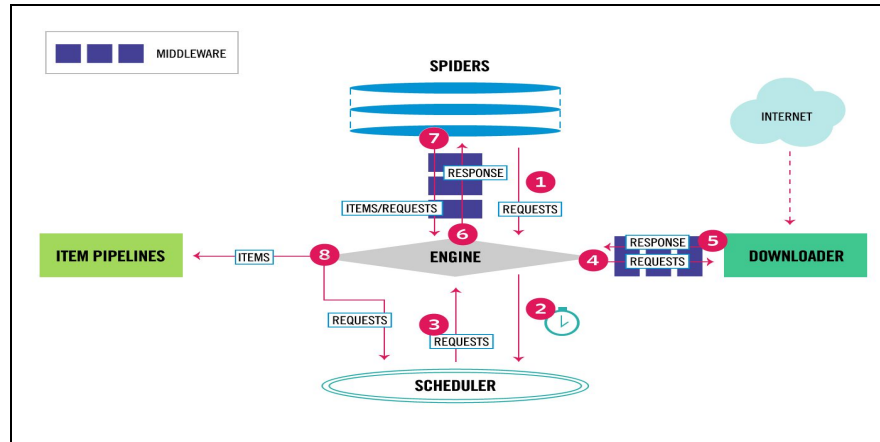 MIDDLEWARE
SPIDERS
INTERNET
7
RESPONSE
1
ITEMS/REQUESTS
REQUESTS
6
RESPONSE
5
ITEM PIPELINES
ITEMS
8
ENGINE
4
REQUESTS
DOWNLOADER
2
REQUESTS
3
REQUESTS
SCHEDULER